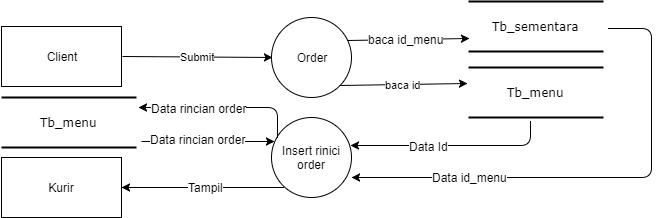 Tb_sementara
baca id_menu
Client
Submit
Order
baca id
Tb_menu
Data rincian order
Tb_menu
Data rincian order
Insert rinici
order
Data Id
Data id_menu
Kurir
Tampil